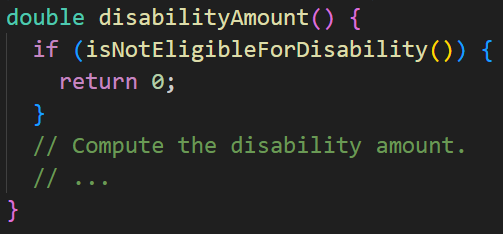 double disabilityAmount() {
  if (isNotEligibleForDisability()) {
    return 0;
  }
  // Compute the disability amount.
  // ...
}